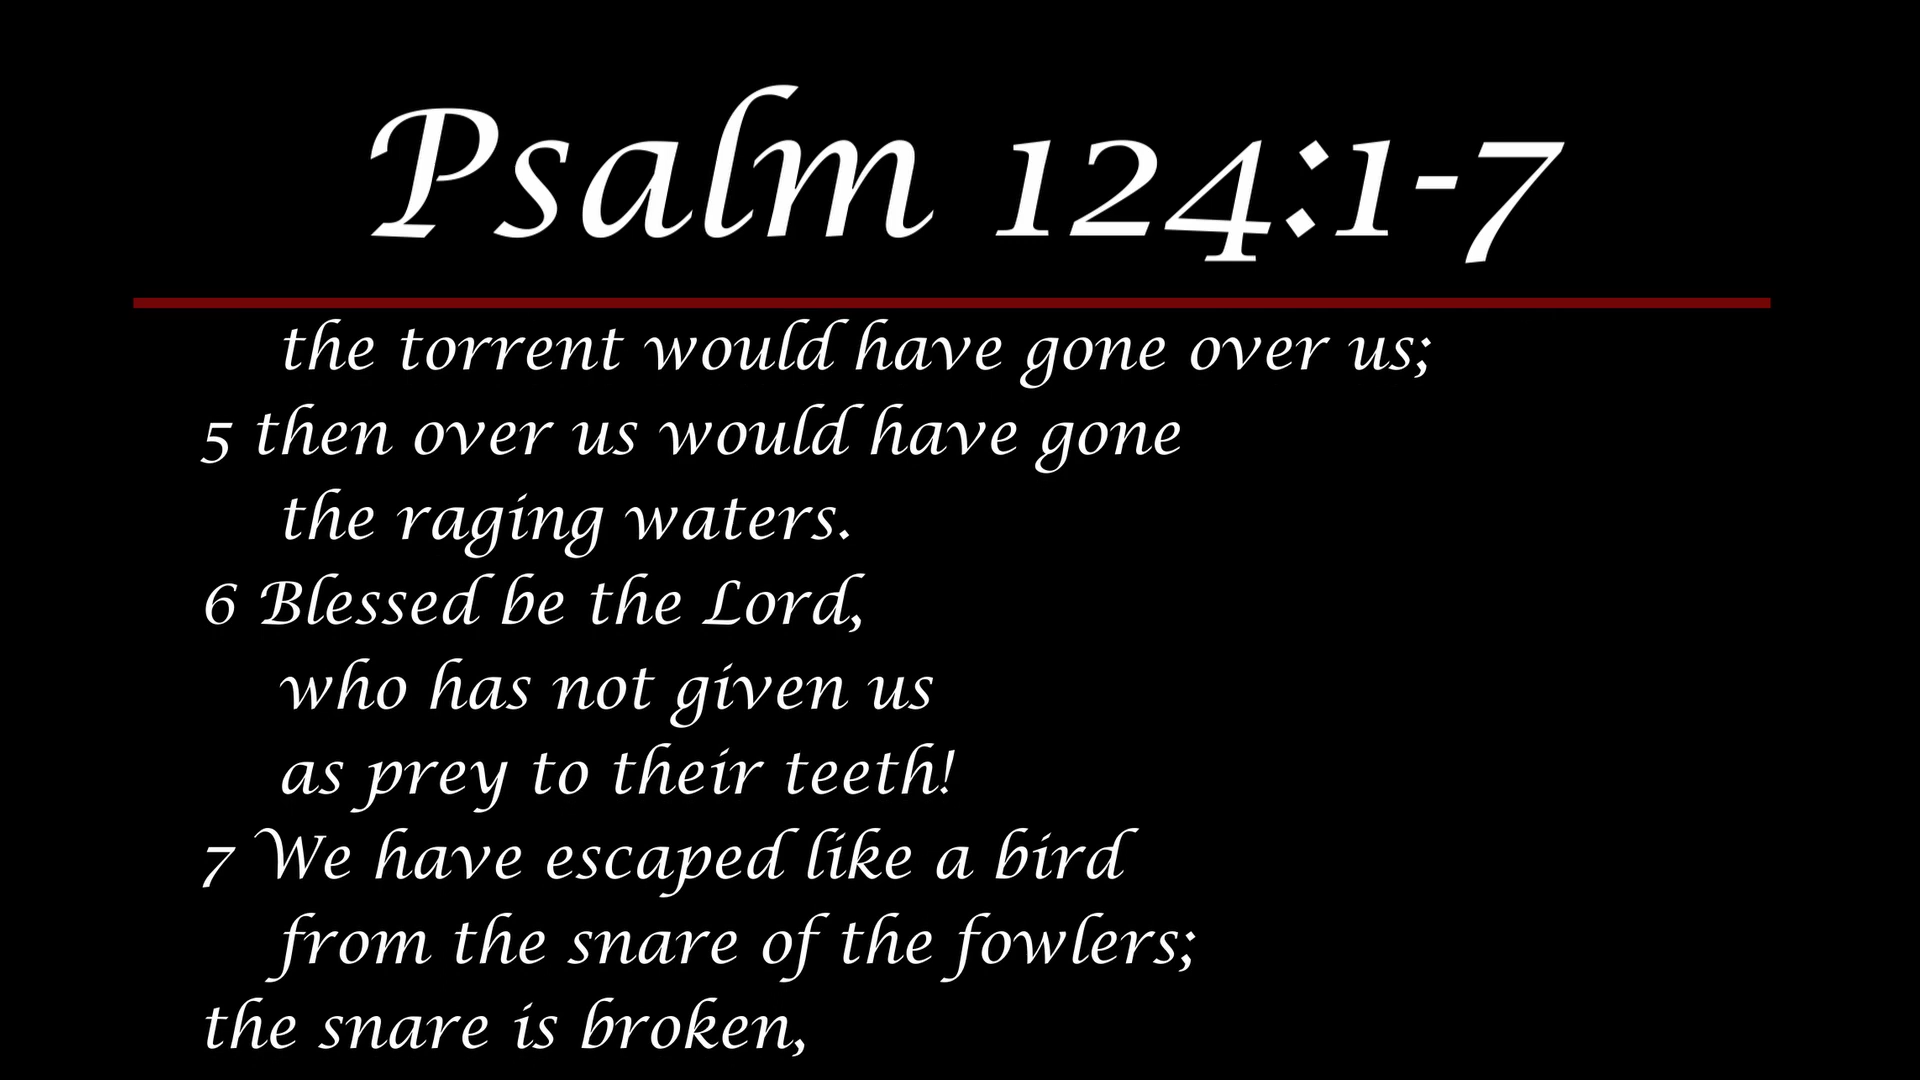 Psalm 124:1-7
the torrent would have gone over us;
5 then over us would have gone
the raging waters.
6 Blessed be the Lord,
who has not given us
as prey to their teeth!
7 We have escaped like a bird
from the snare of the fowlers;
the snare is broken,